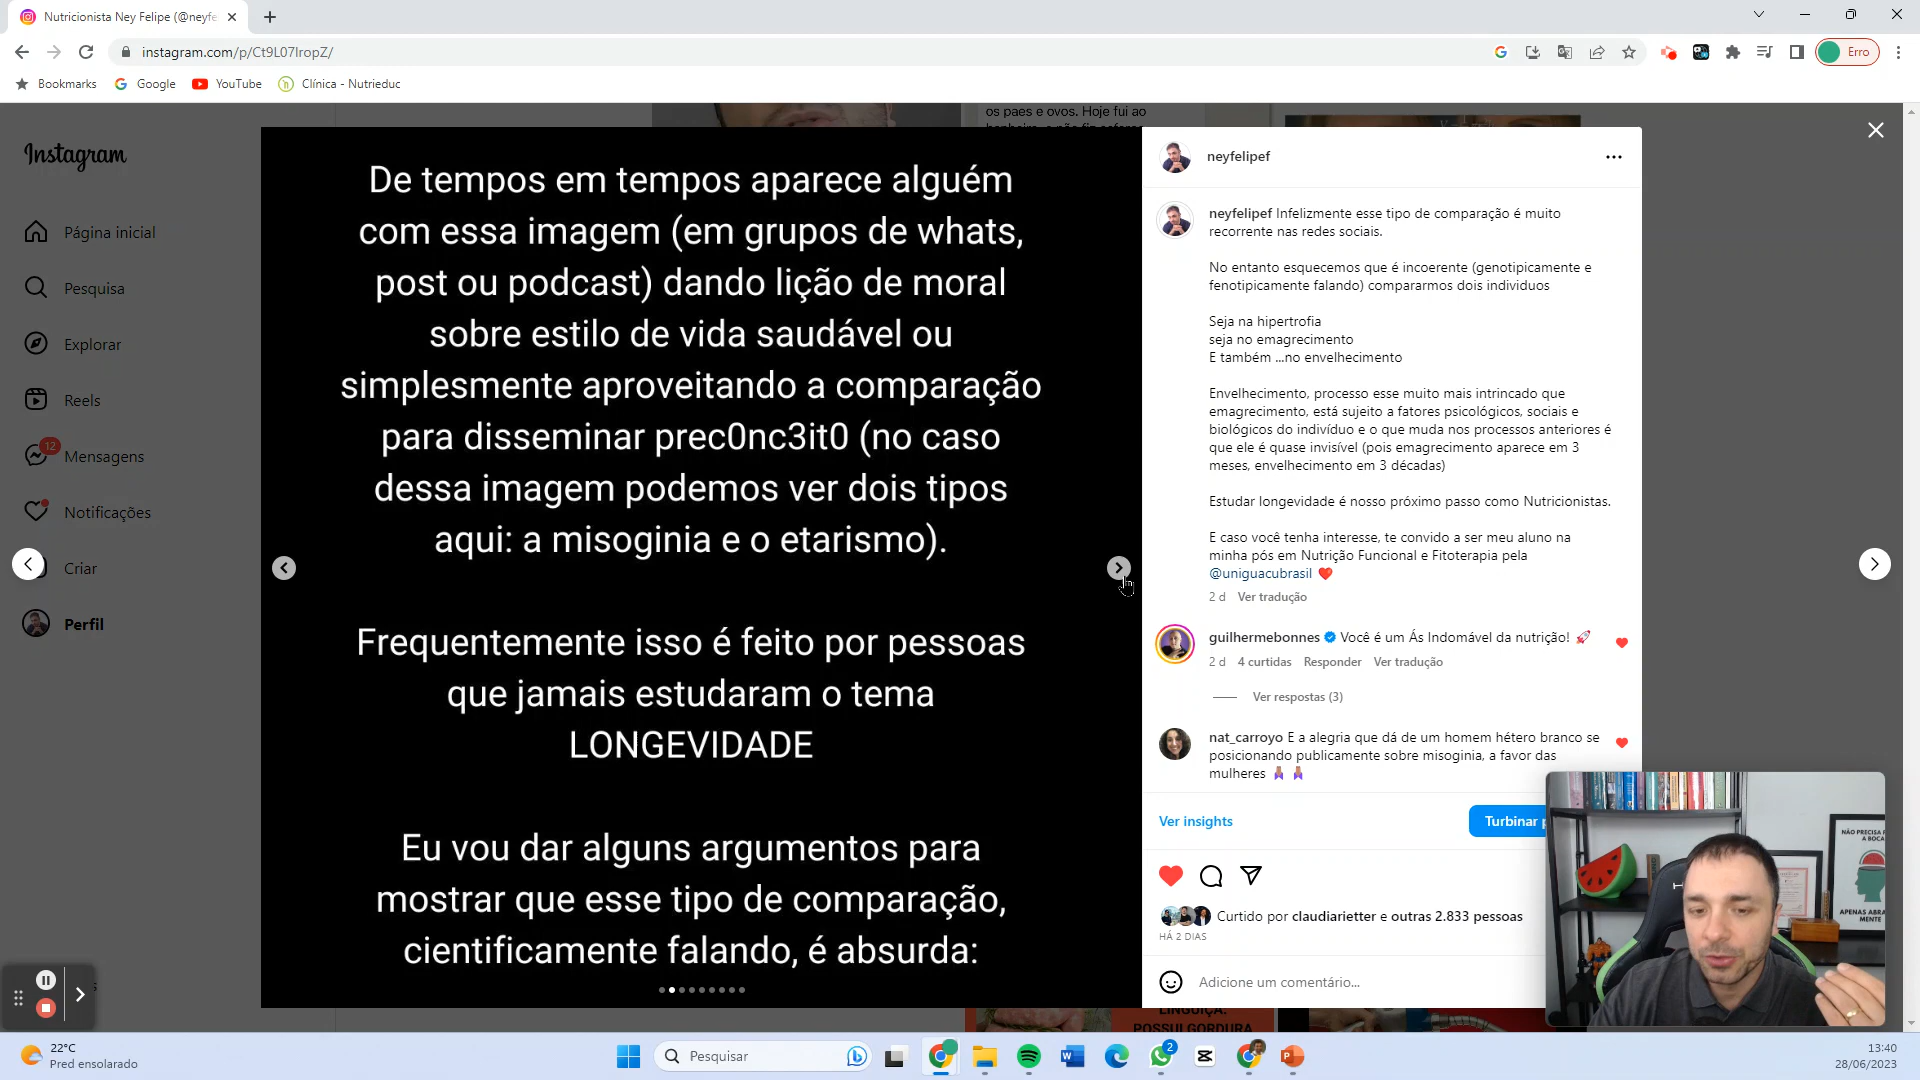 Nutricionista Ney Felipe (@neyfe
instagram.com/p/Ct9L07IropZ/
Erro
Bookmarks
Google
YouTube
Clínica - Nutrieduc
Instagram
Página inicial
Pesquisa
Explorar
Reels
12
Mensagens
Notificações
Criar
Perfil
os paes e ovos. Hoje fui ao
De tempos em tempos aparece alguém
com essa imagem (em grupos de whats,
post ou podcast) dando lição de moral
sobre estilo de vida saudável ou
simplesmente aproveitando a comparação
para disseminar prec0nc3it0 (no caso
dessa imagem podemos ver dois tipos
aqui: a misoginia e o etarismo).
Frequentemente isso é feito por pessoas
que jamais estudaram o tema
LONGEVIDADE
Eu vou dar alguns argumentos para
mostrar que esse tipo de comparação,
cientificamente falando, é absurda:
neyfelipef
neyfelipef Infelizmente esse tipo de comparação é muito
recorrente nas redes sociais.
No entanto esquecemos que é incoerente (genotipicamente e
fenotipicamente falando) compararmos dois individuos
Seja na hipertrofia
seja no emagrecimento
E também ...no envelhecimento
Envelhecimento, processo esse muito mais intrincado que
emagrecimento, está sujeito a fatores psicológicos, sociais e
biológicos do indivíduo e o que muda nos processos anteriores é
que ele é quase invisível (pois emagrecimento aparece em 3
meses, envelhecimento em 3 décadas)
Estudar longevidade é nosso próximo passo como Nutricionistas.
E caso você tenha interesse, te convido a ser meu aluno na
minha pós em Nutrição Funcional e Fitoterapia pela
@uniguacubrasil ❤️
2 d Ver tradução
guilhermebonnes Você é um Ás Indomável da nutrição! 🚀
2 d 4 curtidas Responder Ver tradução
Ver respostas (3)
nat_carroyo E a alegria que dá de um homem hétero branco se
posicionando publicamente sobre misoginia, a favor das
mulheres
Ver insights
Turbinar
Curtido por claudiarietter e outras 2.833 pessoas
HÁ 2 DIAS
Adicione um comentário...
NÃO PRECISA
A BOCA
APENAS ABRA
MENTE
LINGUIÇA:
POSSUI GORDURA
22°C
Pred ensolarado
Pesquisar
2
13:40
28/06/2023